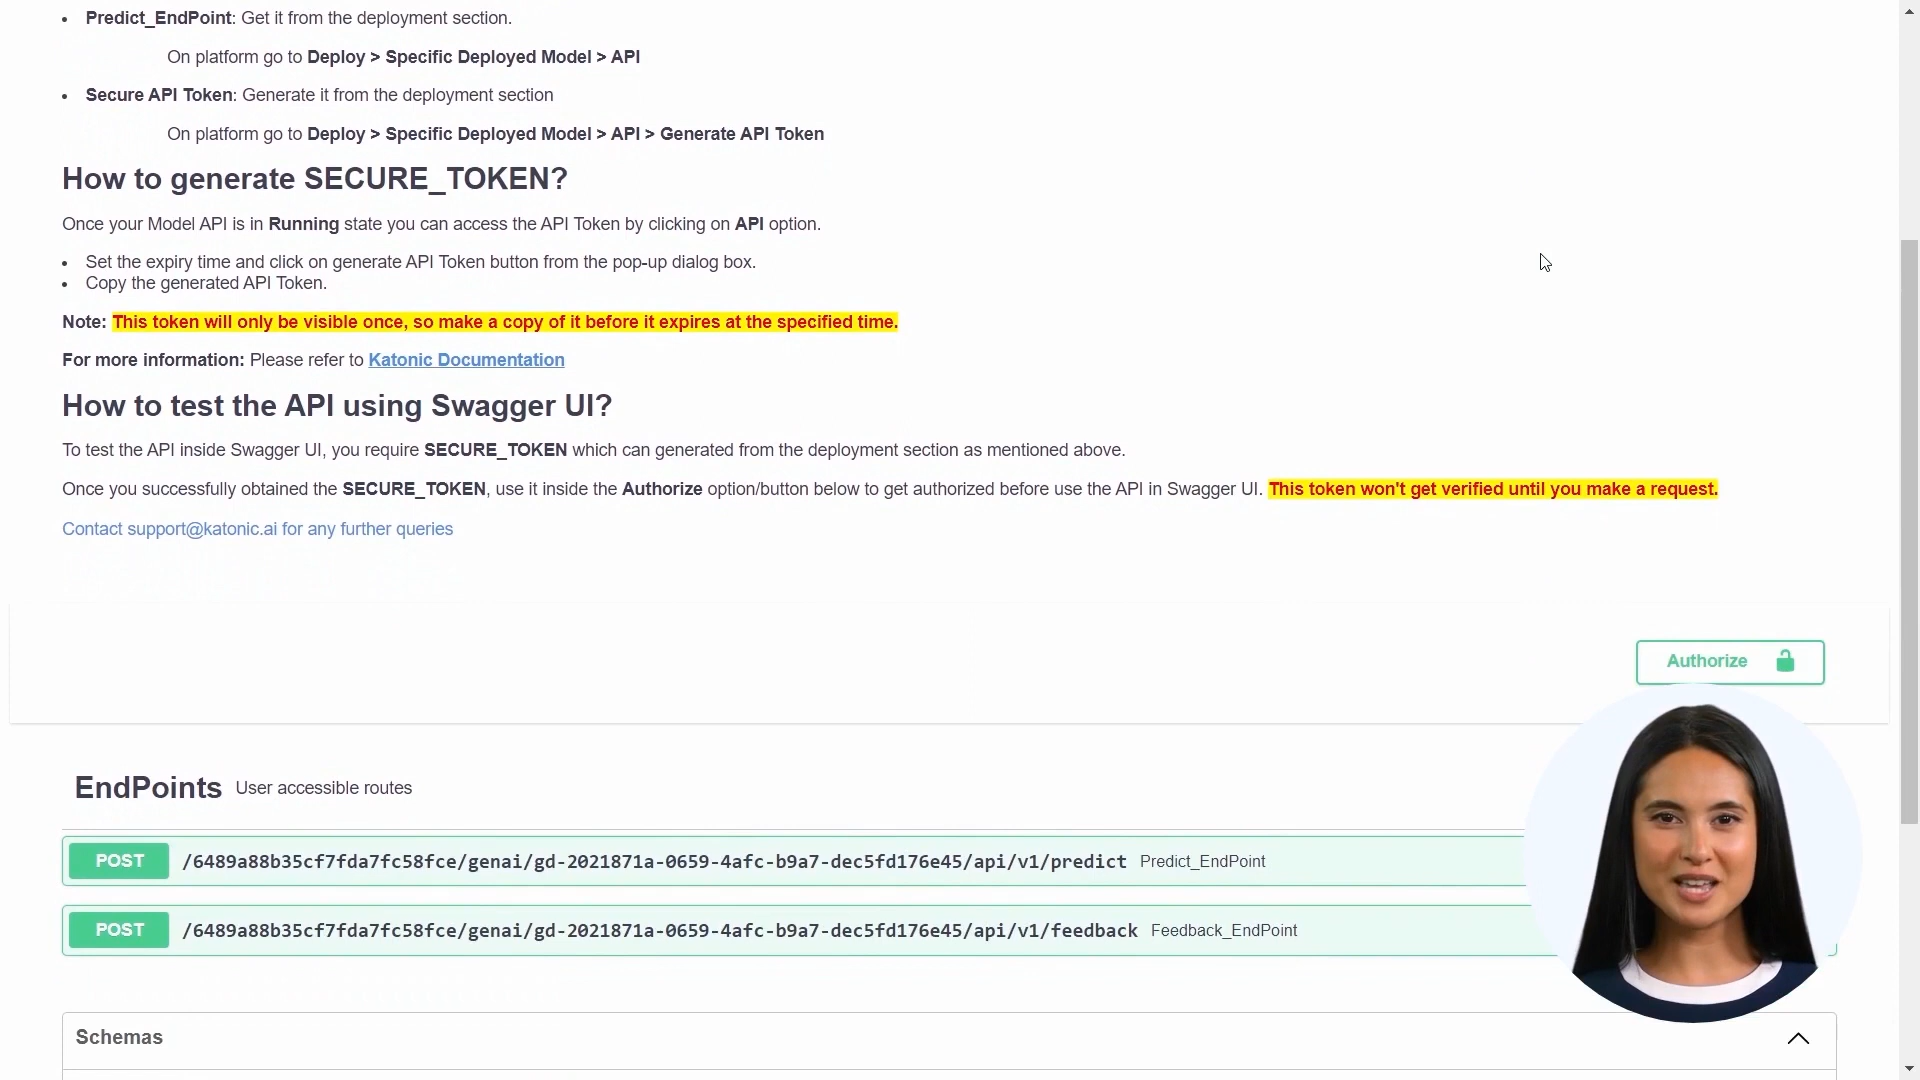 Predict_EndPoint: Get it from the deployment section.
On platform go to Deploy > Specific Deployed Model > API
Secure API Token: Generate it from the deployment section
On platform go to Deploy > Specific Deployed Model > API > Generate API Token
How to generate SECURE_TOKEN?
Once your Model API is in Running state you can access the API Token by clicking on API option.
Set the expiry time and click on generate API Token button from the pop-up dialog box.
Copy the generated API Token.
Note: This token will only be visible once, so make a copy of it before it expires at the specified time.
For more information: Please refer to Katonic Documentation
How to test the API using Swagger UI?
To test the API inside Swagger UI, you require SECURE_TOKEN which can generated from the deployment section as mentioned above.
Once you successfully obtained the SECURE_TOKEN, use it inside the Authorize option/button below to get authorized before use the API in Swagger UI. This token won't get verified until you make a request.
Contact support@katonic.ai for any further queries
Authorize
EndPoints User accessible routes
POST /6489a88b35cf7fda7fc58fce/genai/gd-2021871a-0659-4afc-b9a7-dec5fd176e45/api/v1/predict Predict_EndPoint
POST /6489a88b35cf7fda7fc58fce/genai/gd-2021871a-0659-4afc-b9a7-dec5fd176e45/api/v1/feedback Feedback_EndPoint
Schemas